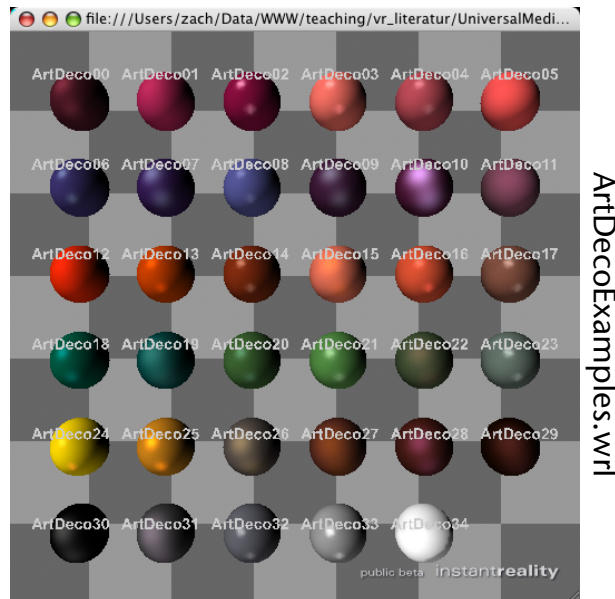 file:///Users/zach/Data/WWW/teaching/vr_literatur/UniversalMedi...
ArtDeco00 ArtDeco01 ArtDeco02 ArtDeco03 ArtDeco04 ArtDeco05
ArtDeco06 ArtDeco07 ArtDeco08 ArtDeco09 ArtDeco10 ArtDeco11
ArtDeco12 ArtDeco13 ArtDeco14 ArtDeco15 ArtDeco16 ArtDeco17
ArtDeco18 ArtDeco19 ArtDeco20 ArtDeco21 ArtDeco22 ArtDeco23
ArtDeco24 ArtDeco25 ArtDeco26 ArtDeco27 ArtDeco28 ArtDeco29
ArtDeco30 ArtDeco31 ArtDeco32 ArtDeco33 ArtDeco34
public beta instantreality
ArtDecoExamples.wrl